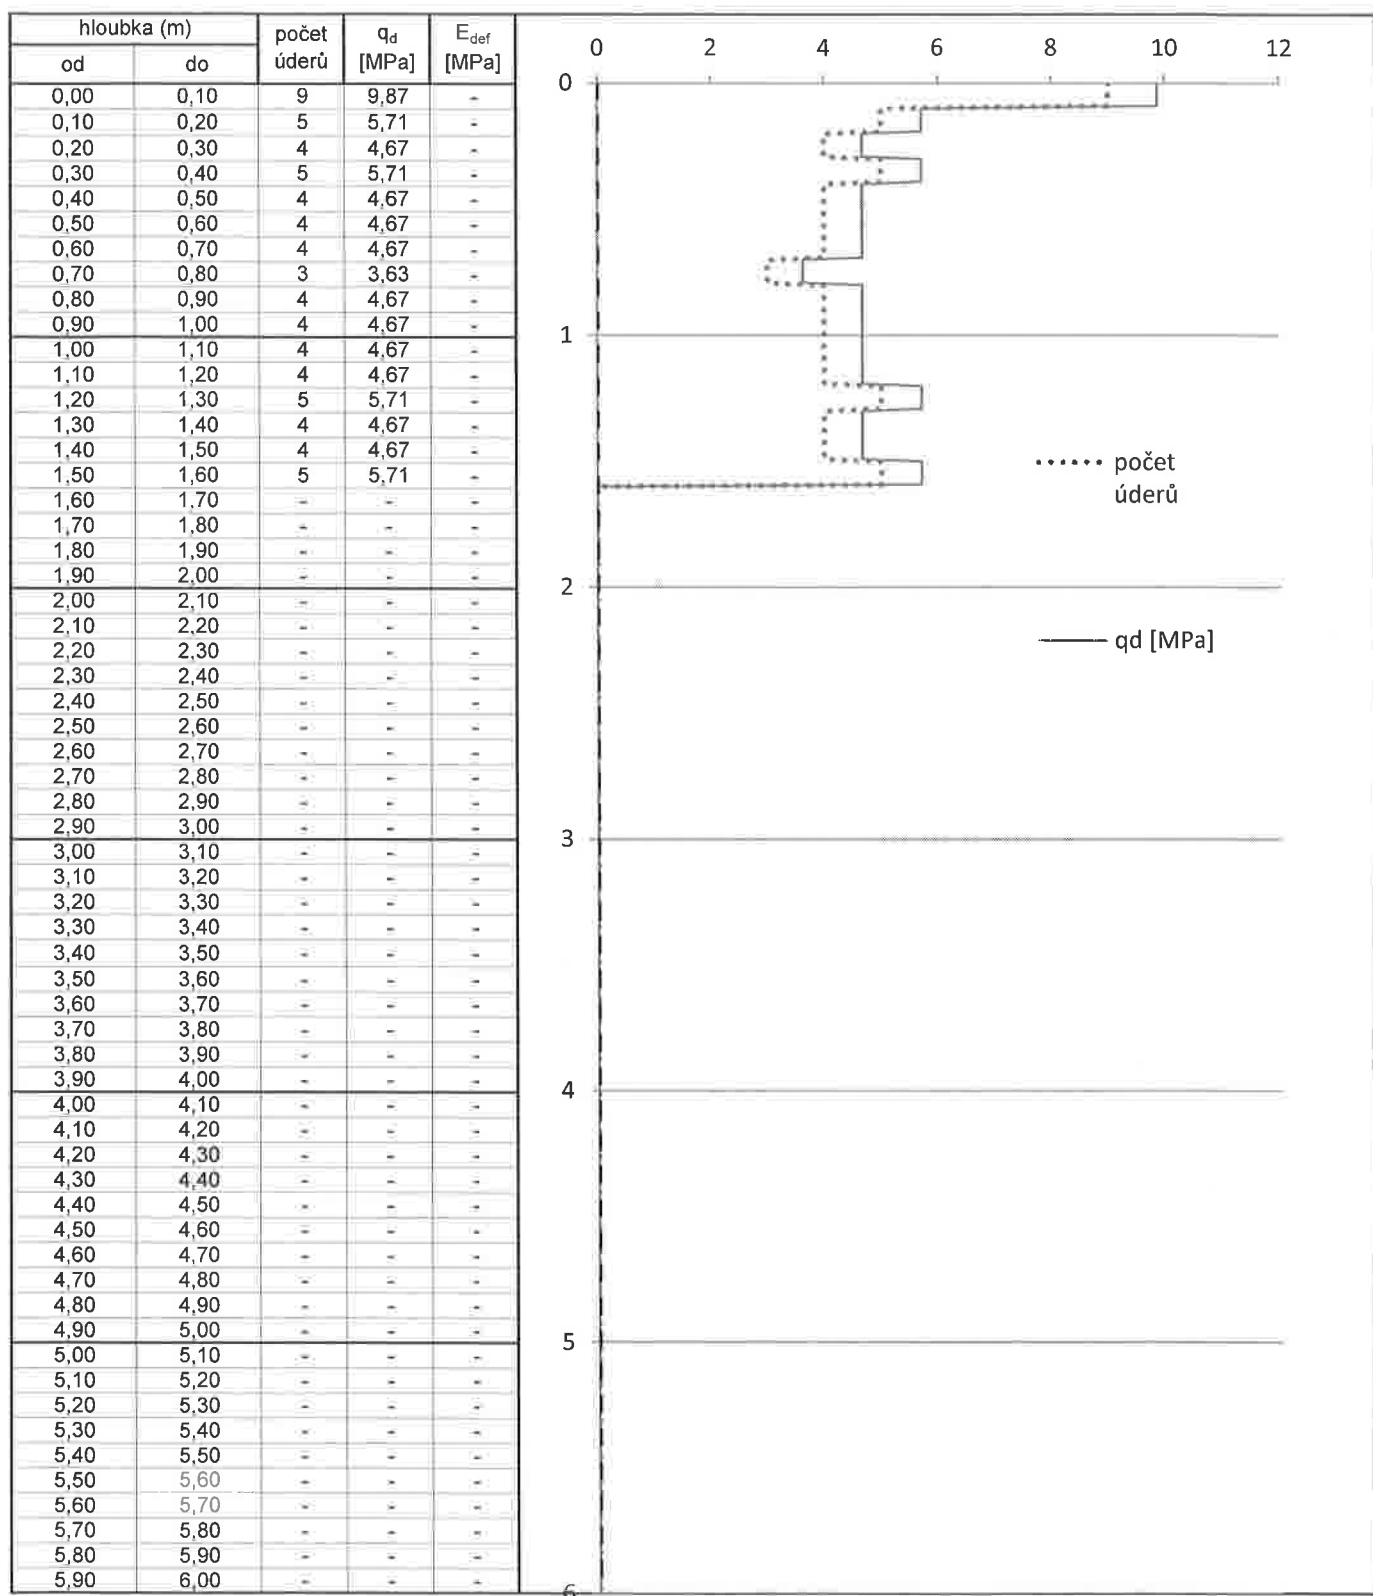 hloubka (m) počet úderů qd [MPa] Edef [MPa]
od do
0,00 0,10 9 9,87 -
0,10 0,20 5 5,71 -
0,20 0,30 4 4,67 -
0,30 0,40 5 5,71 -
0,40 0,50 4 4,67 -
0,50 0,60 4 4,67 -
0,60 0,70 4 4,67 -
0,70 0,80 3 3,63 -
0,80 0,90 4 4,67 -
0,90 1,00 4 4,67 -
1,00 1,10 4 4,67 -
1,10 1,20 4 4,67 -
1,20 1,30 5 5,71 -
1,30 1,40 4 4,67 -
1,40 1,50 4 4,67 -
1,50 1,60 5 5,71 -
1,60 1,70 - - -
1,70 1,80 - - -
1,80 1,90 - - -
1,90 2,00 - - -
2,00 2,10 - - -
2,10 2,20 - - -
2,20 2,30 - - -
2,30 2,40 - - -
2,40 2,50 - - -
2,50 2,60 - - -
2,60 2,70 - - -
2,70 2,80 - - -
2,80 2,90 - - -
2,90 3,00 - - -
3,00 3,10 - - -
3,10 3,20 - - -
3,20 3,30 - - -
3,30 3,40 - - -
3,40 3,50 - - -
3,50 3,60 - - -
3,60 3,70 - - -
3,70 3,80 - - -
3,80 3,90 - - -
3,90 4,00 - - -
4,00 4,10 - - -
4,10 4,20 - - -
4,20 4,30 - - -
4,30 4,40 - - -
4,40 4,50 - - -
4,50 4,60 - - -
4,60 4,70 - - -
4,70 4,80 - - -
4,80 4,90 - - -
4,90 5,00 - - -
5,00 5,10 - - -
5,10 5,20 - - -
5,20 5,30 - - -
5,30 5,40 - - -
5,40 5,50 - - -
5,50 5,60 - - -
5,60 5,70 - - -
5,70 5,80 - - -
5,80 5,90 - - -
5,90 6,00 - - -
0 2 4 6 8 10 12
0
1
2
3
4
5
6
počet
úderů
qd [MPa]